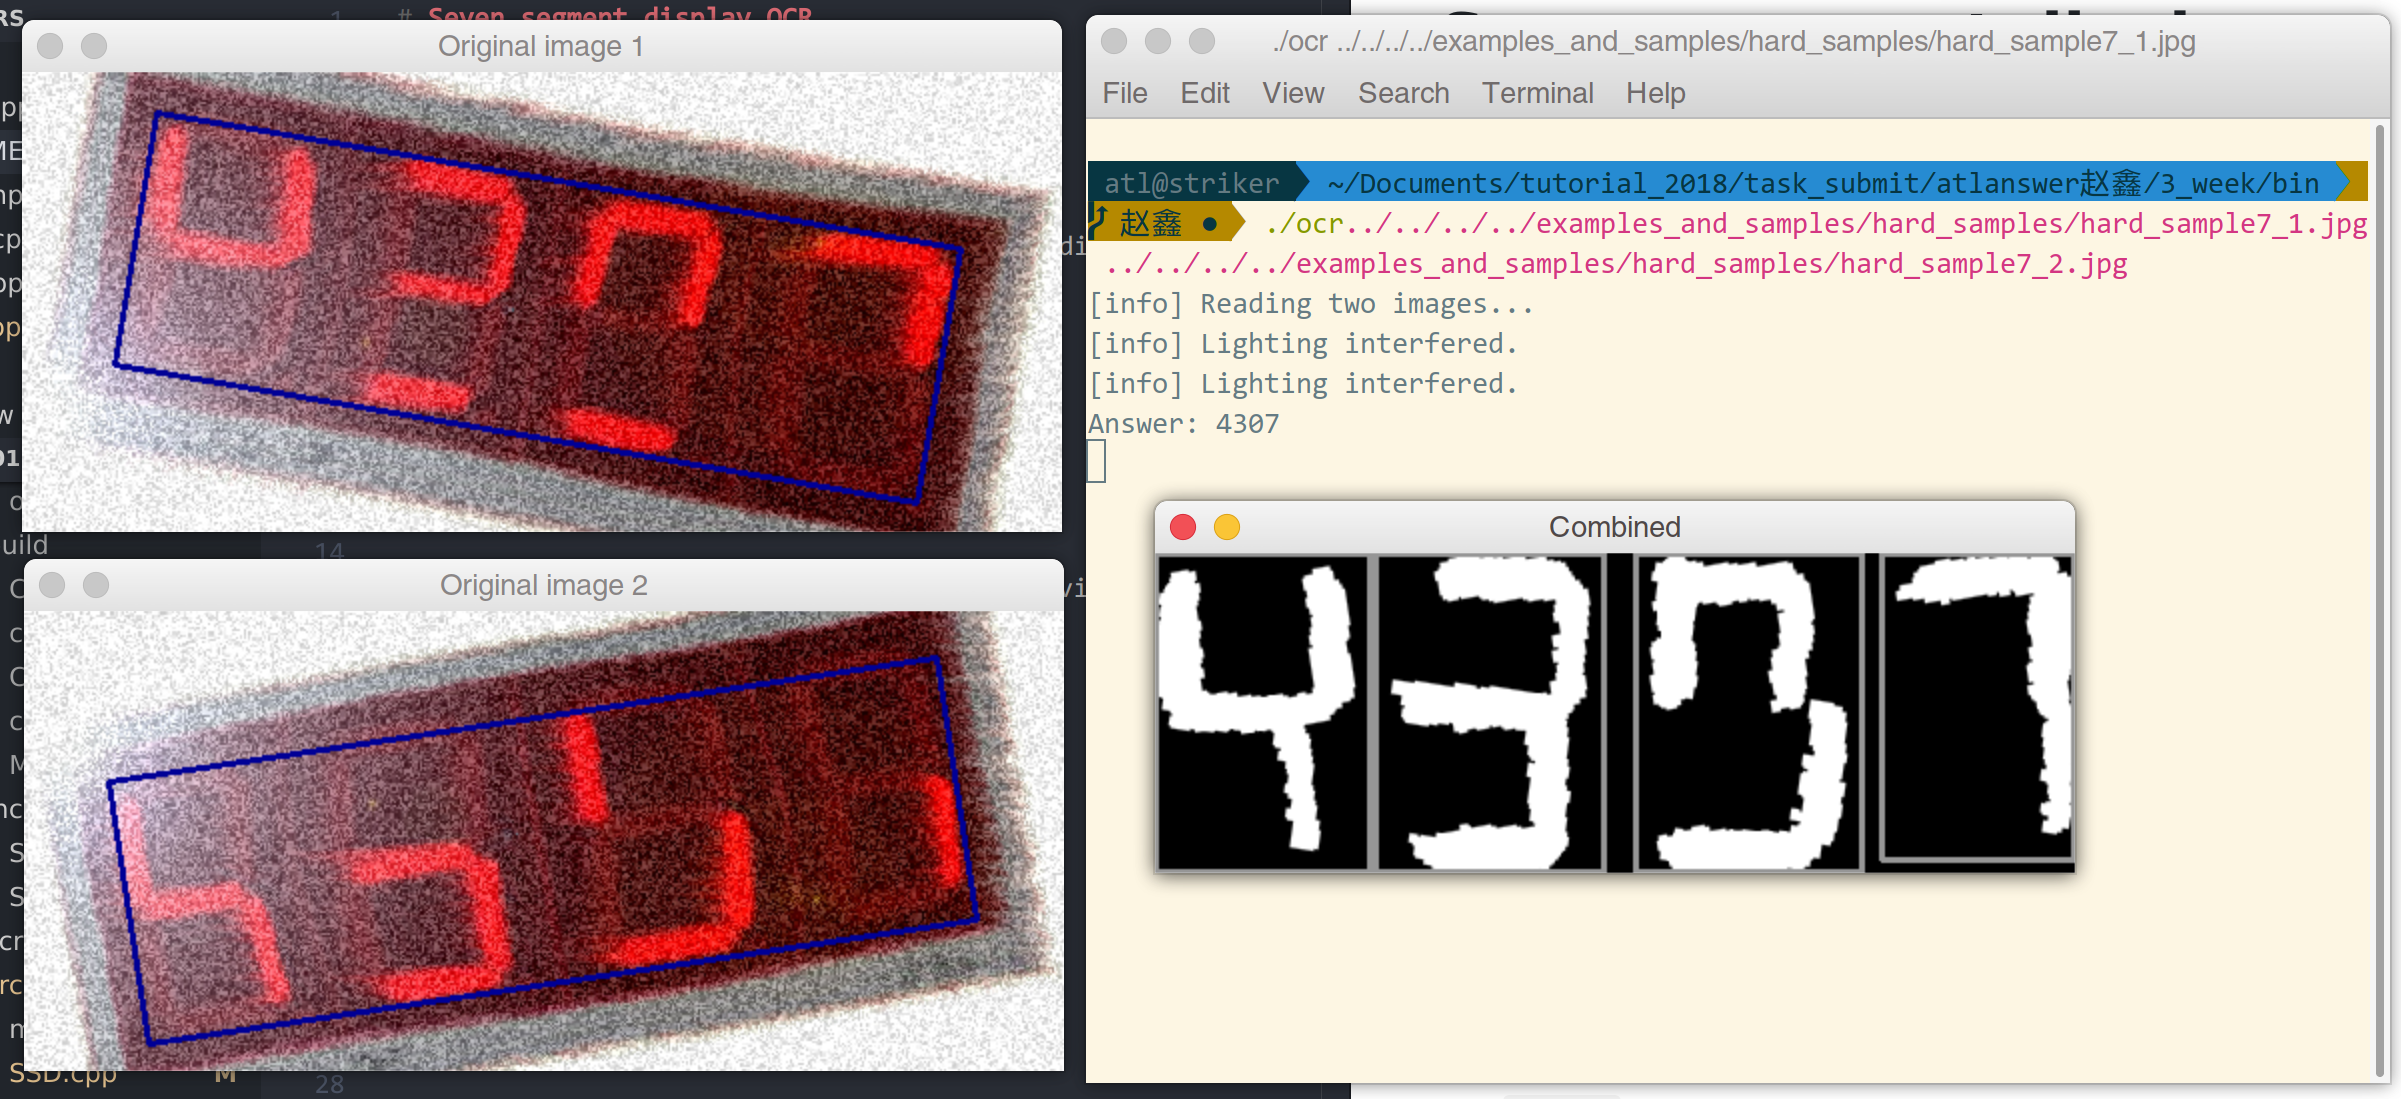 # Seven segment display OCR
Original image 1
14
Original image 2
SSD.cpp M
28
./ocr ../../../../examples_and_samples/hard_samples/hard_sample7_1.jpg
File Edit View Search Terminal Help
atl@striker ~/Documents/tutorial_2018/task_submit/atlanswer赵鑫/3_week/bin
赵鑫 ● ./ocr../../../../examples_and_samples/hard_samples/hard_sample7_1.jpg
../../../../examples_and_samples/hard_samples/hard_sample7_2.jpg
[info] Reading two images...
[info] Lighting interfered.
[info] Lighting interfered.
Answer: 4307
Combined